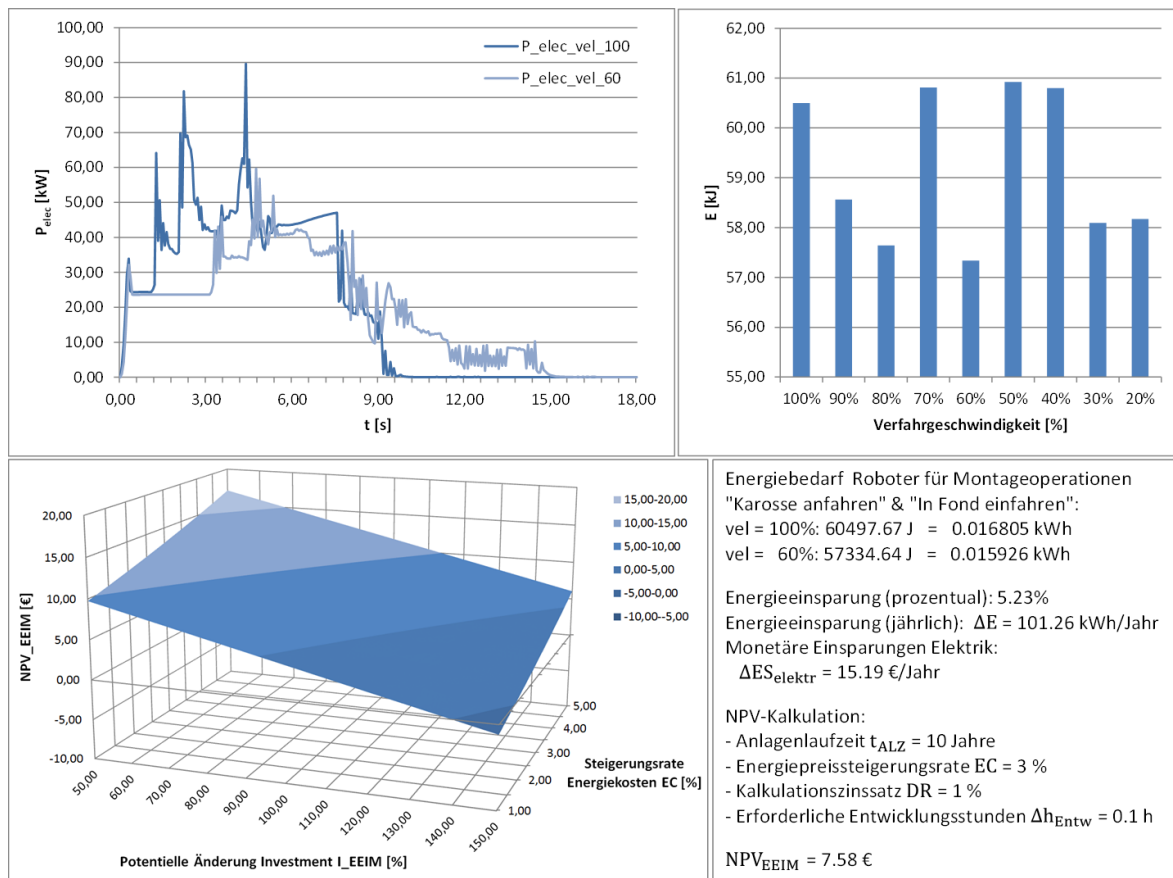 100,00
90,00
80,00
70,00
60,00
50,00
40,00
30,00
20,00
10,00
0,00
P_elec [kW]
P_elec_vel_100
P_elec_vel_60
0,00 3,00 6,00 9,00 12,00 15,00 18,00
t [s]
62,00
61,00
60,00
59,00
58,00
57,00
56,00
55,00
E [kJ]
100% 90% 80% 70% 60% 50% 40% 30% 20%
Verfahrgeschwindigkeit [%]
20,00
15,00
10,00
5,00
0,00
-5,00
-10,00
NPV_EEIM [€]
15,00-20,00
10,00-15,00
5,00-10,00
0,00-5,00
-5,00-0,00
-10,00--5,00
50,00 60,00 70,00 80,00 90,00 100,00 110,00 120,00 130,00 140,00 150,00
Potentielle Änderung Investment I_EEIM [%]
5,00
4,00
3,00
2,00
1,00
Steigerungsrate
Energiekosten EC [%]
Energiebedarf Roboter für Montageoperationen
"Karosse anfahren" & "In Fond einfahren":
vel = 100%: 60497.67 J = 0.016805 kWh
vel = 60%: 57334.64 J = 0.015926 kWh
Energieeinsparung (prozentual): 5.23%
Energieeinsparung (jährlich): ΔE = 101.26 kWh/Jahr
Monetäre Einsparungen Elektrik:
ΔES_elektr = 15.19 €/Jahr
NPV-Kalkulation:
- Anlagenlaufzeit t_ALZ = 10 Jahre
- Energiepreissteigerungsrate EC = 3 %
- Kalkulationszinssatz DR = 1 %
- Erforderliche Entwicklungsstunden Δh_Entw = 0.1 h
NPV_EEIM = 7.58 €